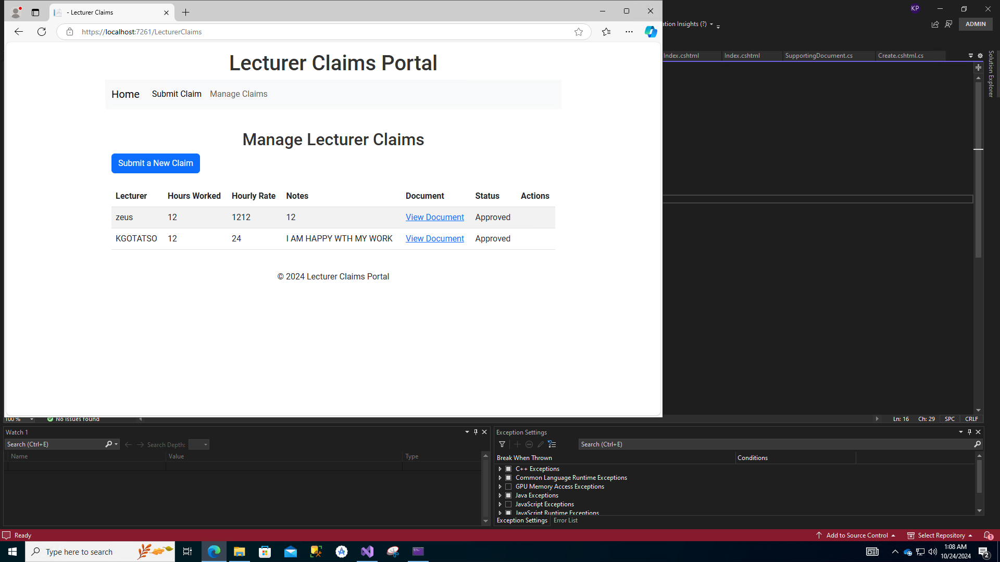 - Lecturer Claims
https://localhost:7261/LecturerClaims
KP
ation Insights (?)
ADMIN
Index.cshtml
Index.cshtml
SupportingDocument.cs
Create.cshtml.cs
Solution Explorer
Lecturer Claims Portal
Home Submit Claim Manage Claims
Manage Lecturer Claims
Submit a New Claim
Lecturer Hours Worked Hourly Rate Notes Document Status Actions
zeus 12 1212 12 View Document Approved
KGOTATSO 12 24 I AM HAPPY WTH MY WORK View Document Approved
© 2024 Lecturer Claims Portal
100 % No issues found
Ln: 16 Ch: 29 SPC CRLF
Watch 1
Search (Ctrl+E) Search Depth:
Name Value Type
Exception Settings
Search (Ctrl+E)
Break When Thrown Conditions
C++ Exceptions
Common Language Runtime Exceptions
GPU Memory Access Exceptions
Java Exceptions
JavaScript Exceptions
JavaScript Runtime Exceptions
Exception Settings Error List
Ready
Add to Source Control Select Repository 1
Type here to search
1:08 AM
10/24/2024
2